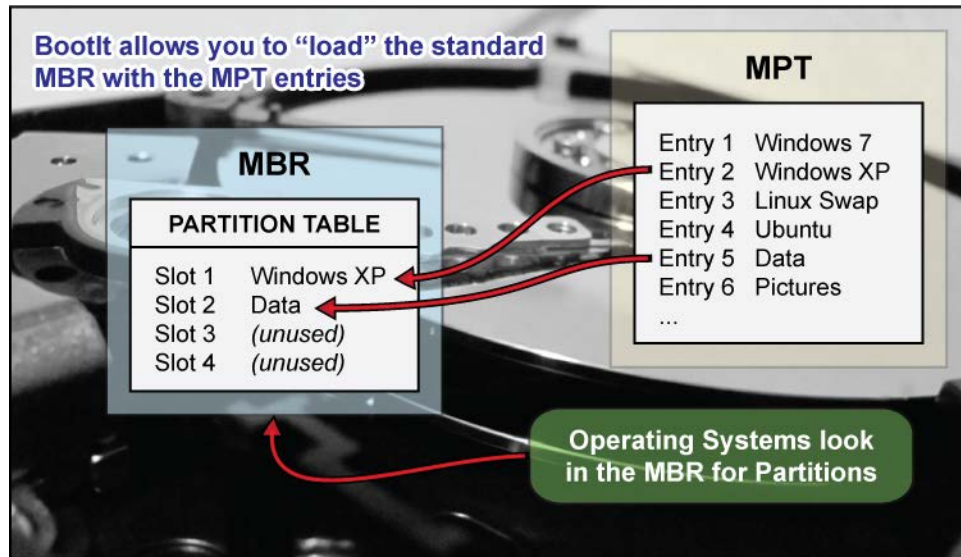 BootIt allows you to “load” the standard
MBR with the MPT entries
MBR
PARTITION TABLE
Slot 1 Windows XP
Slot 2 Data
Slot 3 (unused)
Slot 4 (unused)
MPT
Entry 1 Windows 7
Entry 2 Windows XP
Entry 3 Linux Swap
Entry 4 Ubuntu
Entry 5 Data
Entry 6 Pictures
...
Operating Systems look
in the MBR for Partitions